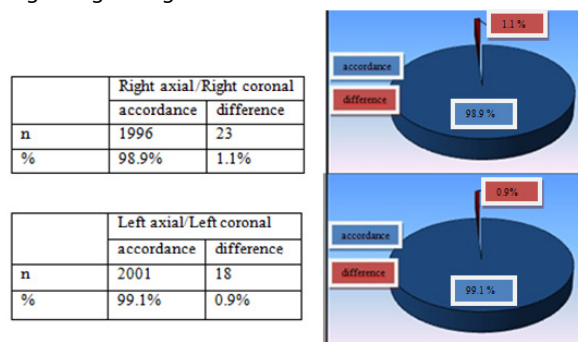 Right axial/Right coronal
accordance difference
n 1996 23
% 98.9% 1.1%
1.1%
accordance
difference
98.9%
Left axial/Left coronal
accordance difference
n 2001 18
% 99.1% 0.9%
0.9%
accordance
difference
99.1%